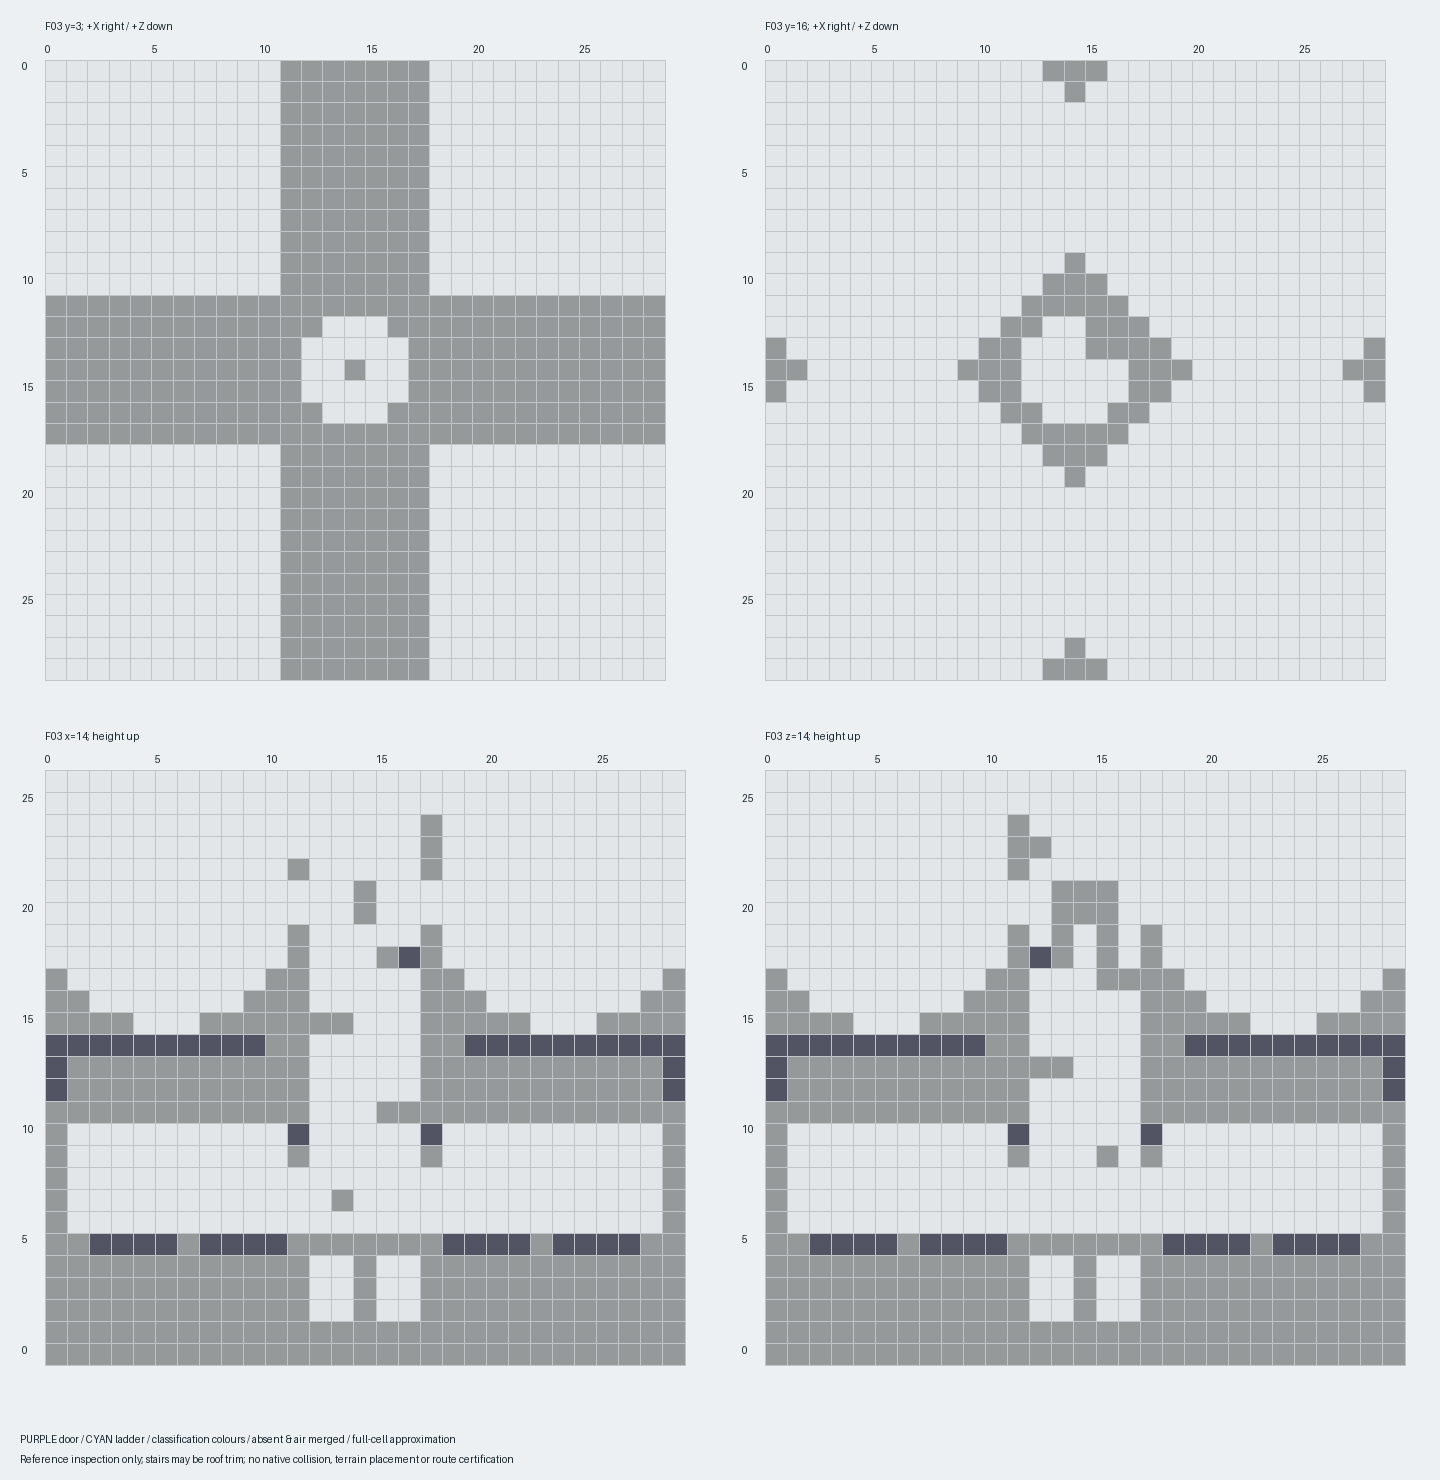 F03 y=3; +X right / +Z down
F03 y=16; +X right / +Z down
0 5 10 15 20 25
0 5 10 15 20 25
0
0
5
5
10
10
15
15
20
20
25
25
F03 x=14; height up
F03 z=14; height up
0 5 10 15 20 25
0 5 10 15 20 25
25
25
20
20
15
15
10
10
5
5
0
0
PURPLE door / CYAN ladder / classification colours / absent & air merged / full-cell approximation
Reference inspection only; stairs may be roof trim; no native collision, terrain placement or route certification